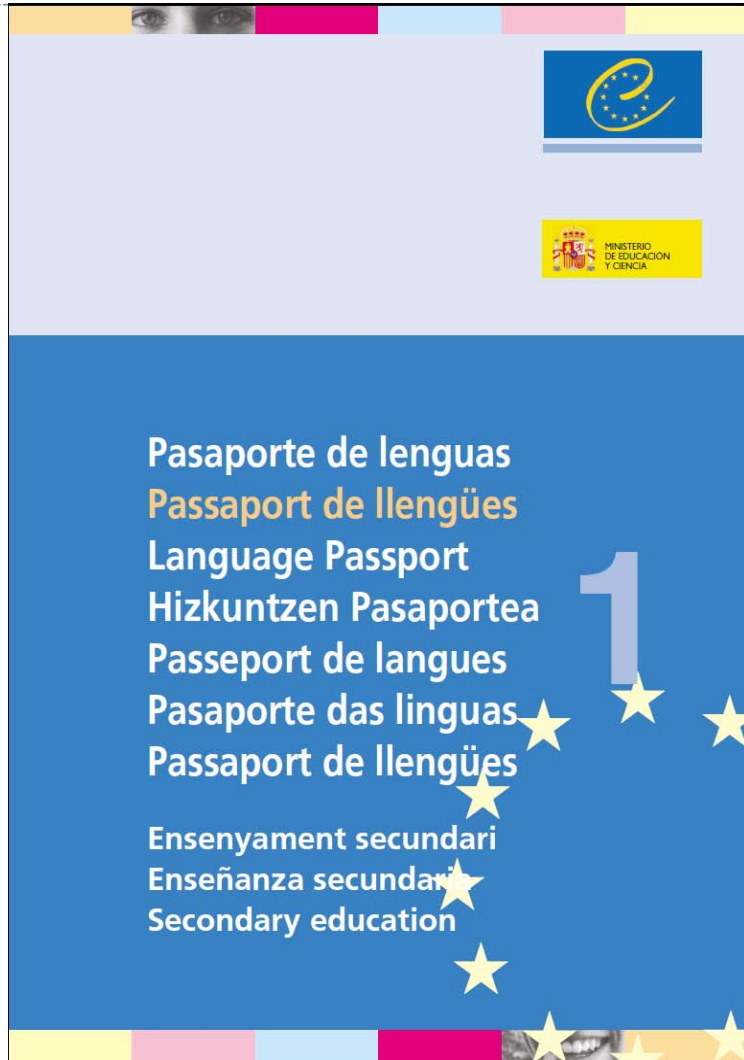 MINISTERIO
DE EDUCACIÓN
Y CIENCIA
Pasaporte de lenguas
Passaport de llengües
Language Passport
Hizkuntzen Pasaportea
Passeport de langues
Pasaporte das linguas
Passaport de llengües
1
Ensenyament secundari
Enseñanza secundaria
Secondary education